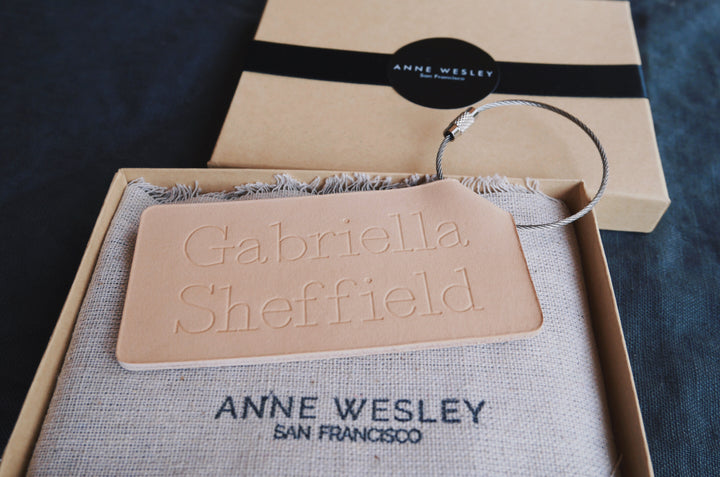 ANNE WESLEY
San Francisco
Gabriella
Sheffield
ANNE WESLEY
SAN FRANCISCO